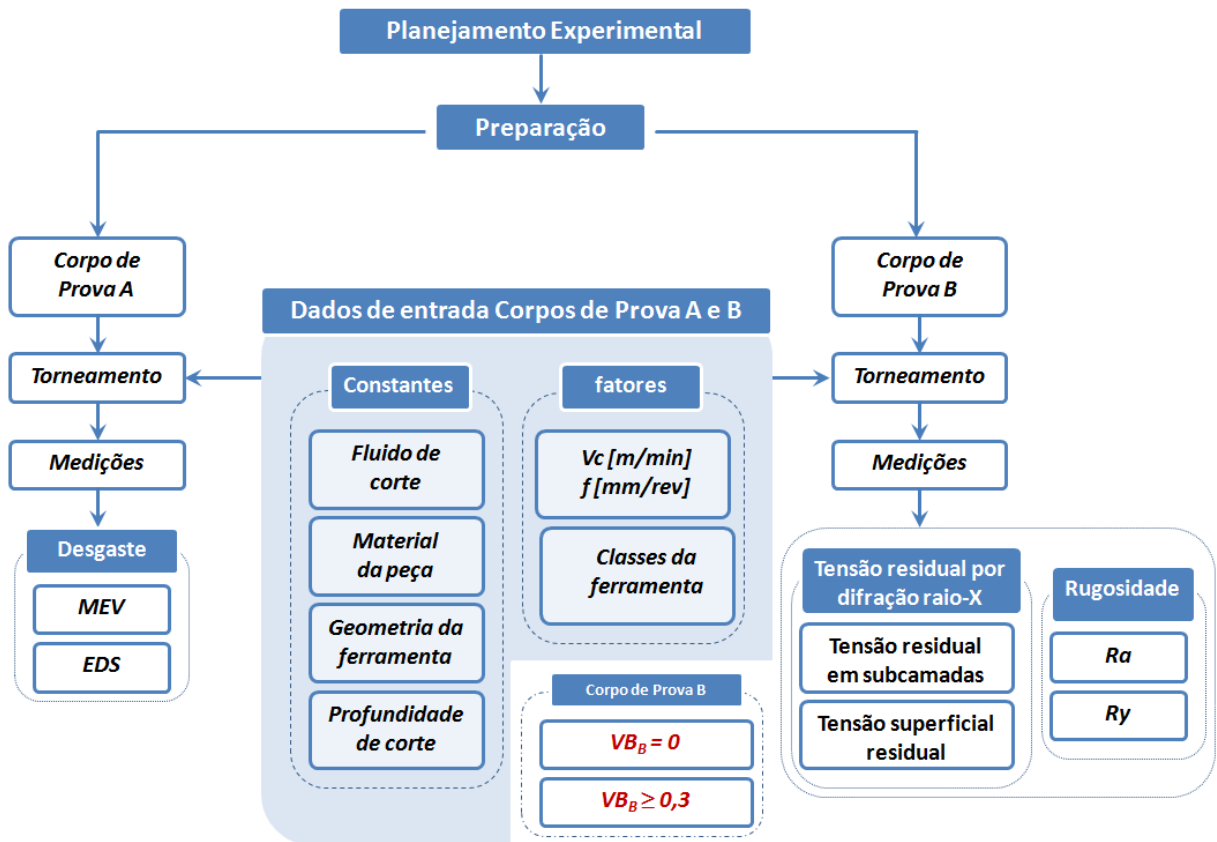 Planejamento Experimental
Preparação
Corpo de
Prova A
Torneamento
Medições
Desgaste
MEV
EDS
Dados de entrada Corpos de Prova A e B
Constantes
Fluido de
corte
Material
da peça
Geometria da
ferramenta
Profundidade
de corte
fatores
Vc [m/min]
f [mm/rev]
Classes da
ferramenta
Corpo de Prova B
VB_B = 0
VB_B ≥ 0,3
Corpo de
Prova B
Torneamento
Medições
Tensão residual por
difração raio-X
Tensão residual
em subcamadas
Tensão superficial
residual
Rugosidade
Ra
Ry